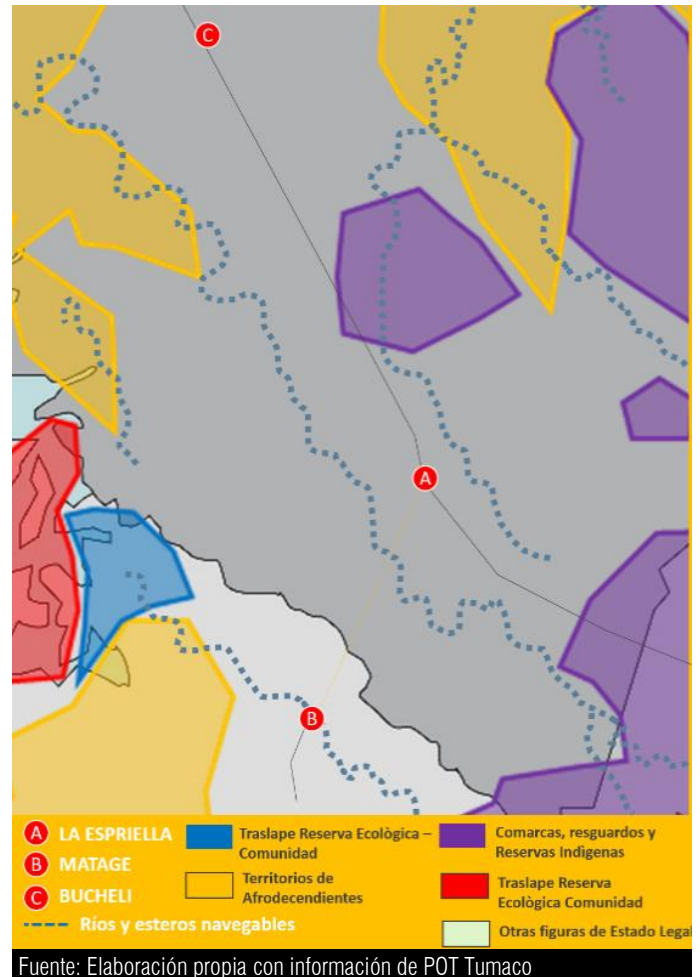 C
A
B
A LA ESPRIELLA
B MATAGE
C BUCHELI
Ríos y esteros navegables
Traslape Reserva Ecològica –
Comunidad
Territorios de
Afrodecendientes
Comarcas, resguardos y
Reservas Indìgenas
Traslape Reserva
Ecològica Comunidad
Otras figuras de Estado Legal
Fuente: Elaboración propia con información de POT Tumaco